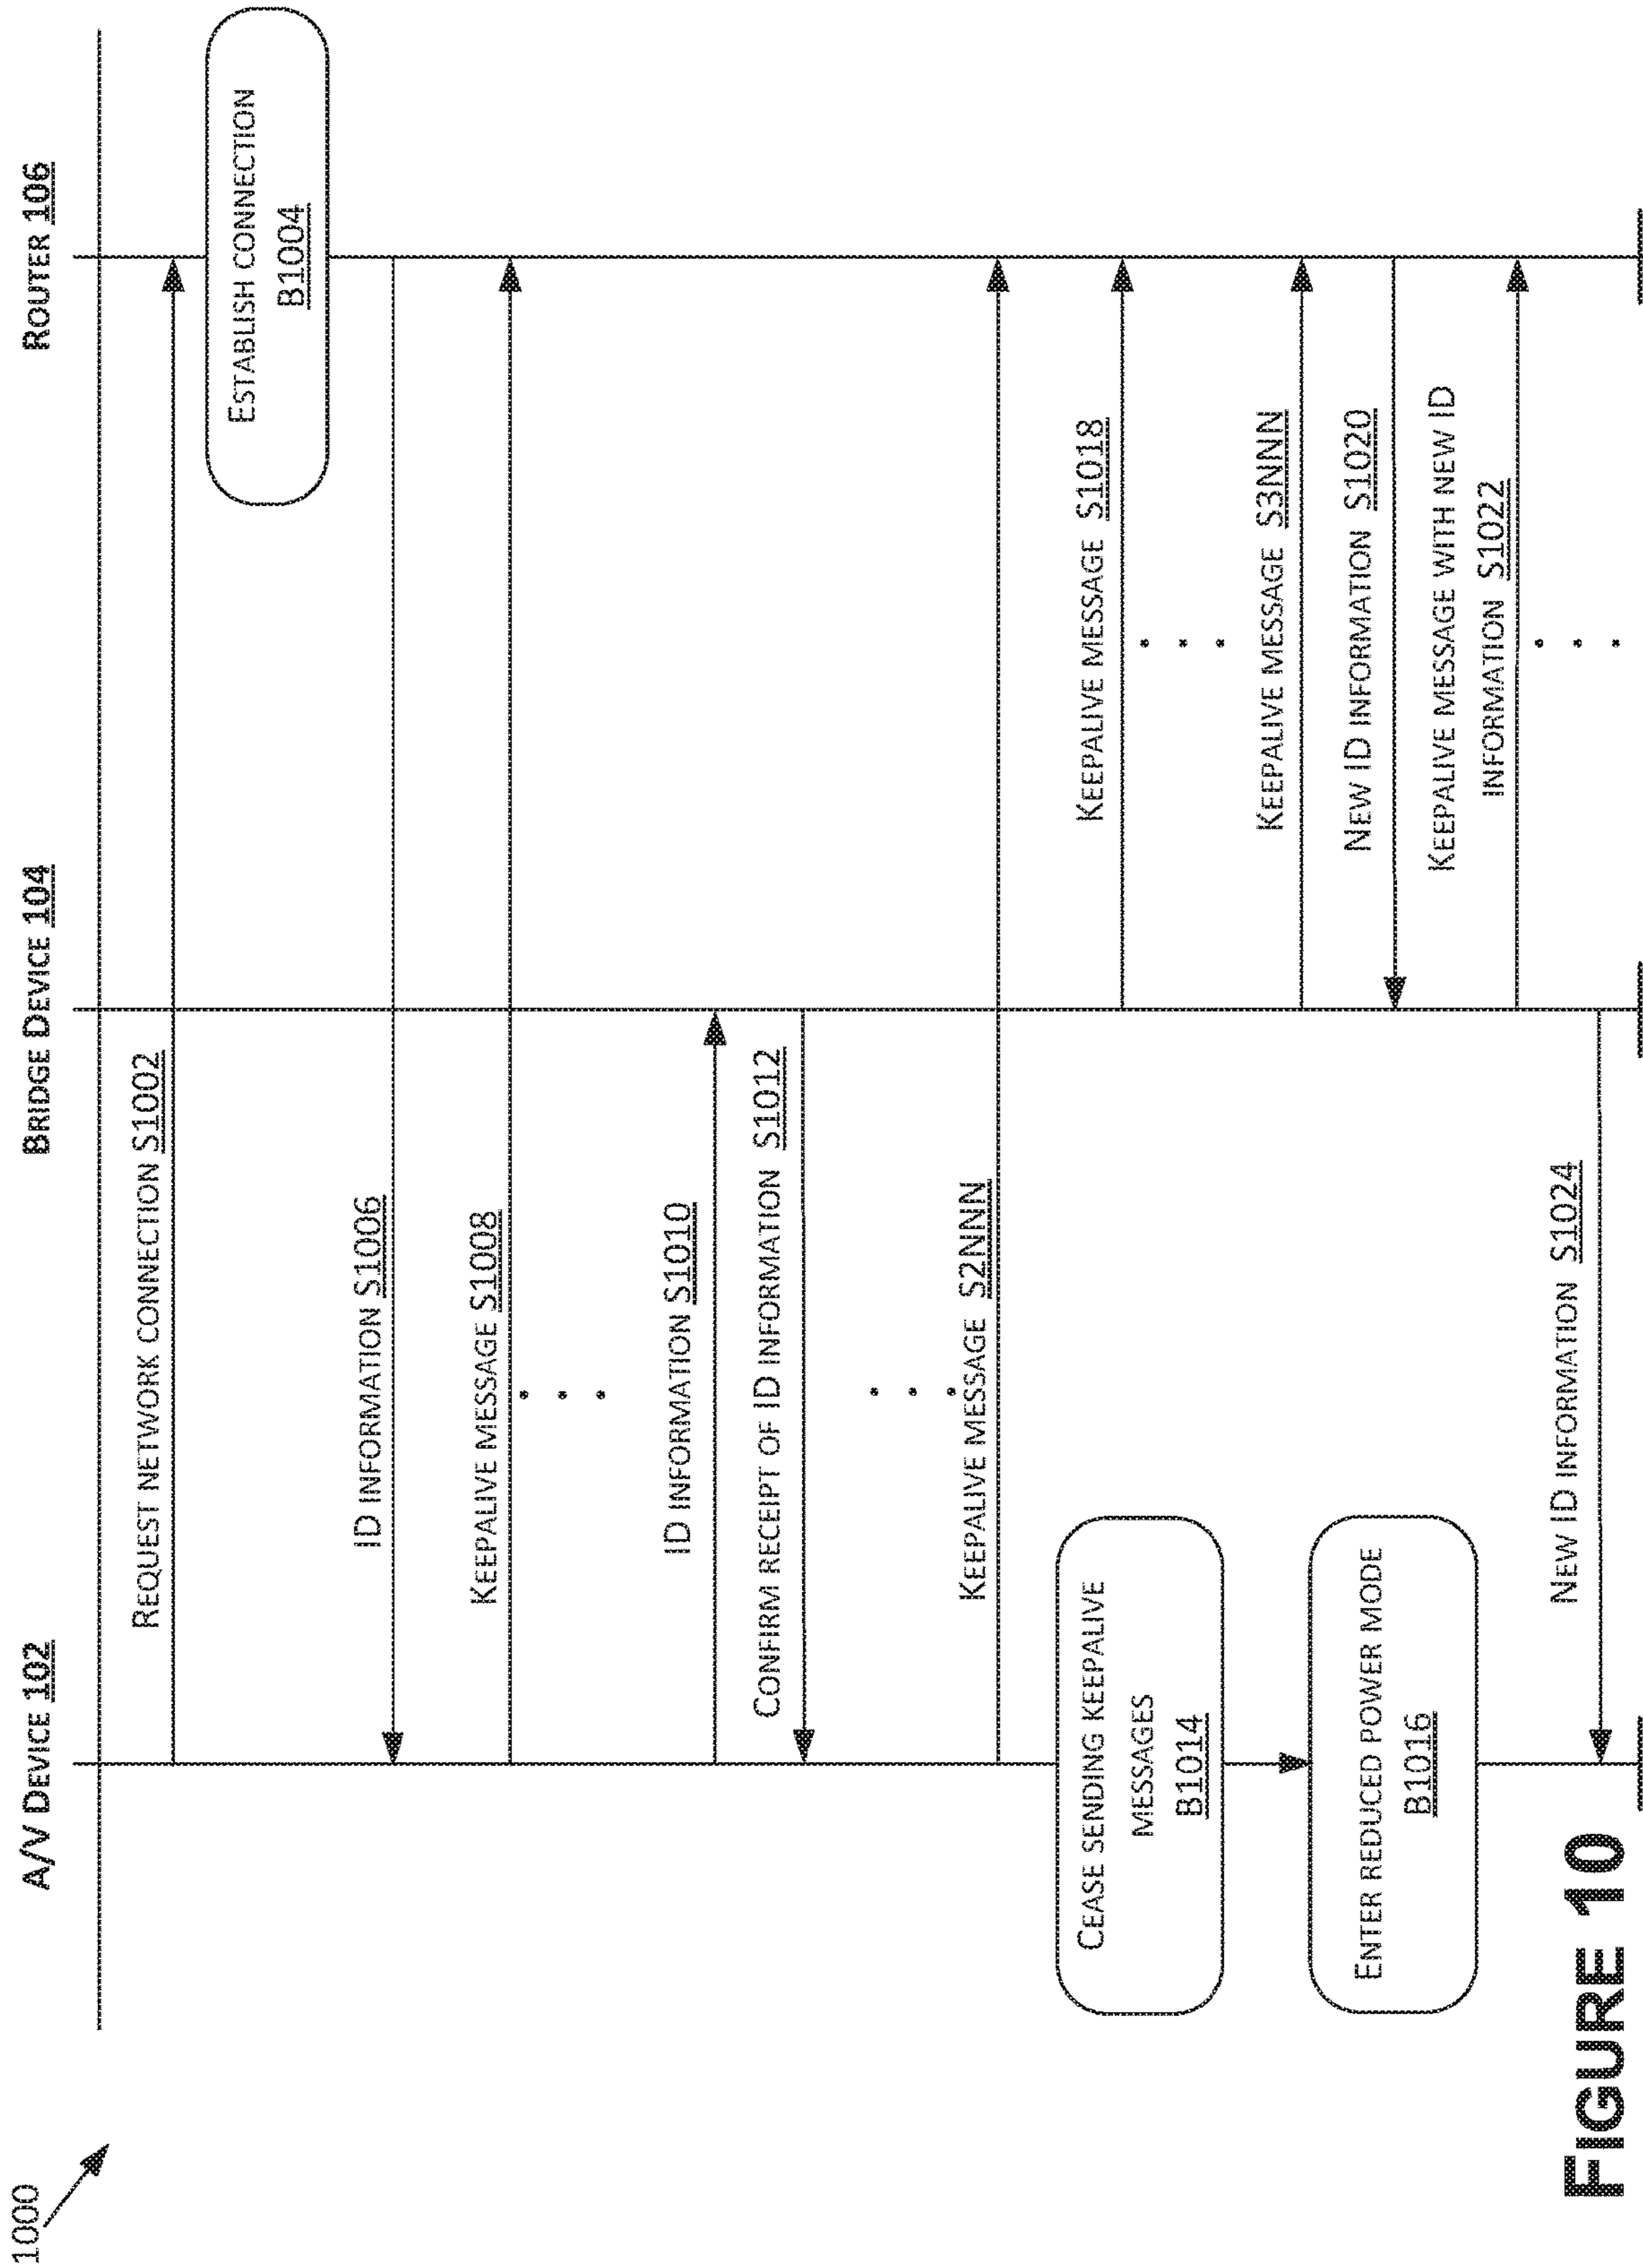 1000
A/V DEVICE 102
BRIDGE DEVICE 104
ROUTER 106
REQUEST NETWORK CONNECTION S1002
ESTABLISH CONNECTION
B1004
ID INFORMATION S1006
KEEPALIVE MESSAGE S1008
ID INFORMATION S1010
CONFIRM RECEIPT OF ID INFORMATION S1012
KEEPALIVE MESSAGE S2NNN
CEASE SENDING KEEPALIVE
MESSAGES
B1014
KEEPALIVE MESSAGE S1018
KEEPALIVE MESSAGE S3NNN
ENTER REDUCED POWER MODE
B1016
NEW ID INFORMATION S1020
KEEPALIVE MESSAGE WITH NEW ID
INFORMATION S1022
NEW ID INFORMATION S1024
FIGURE 10